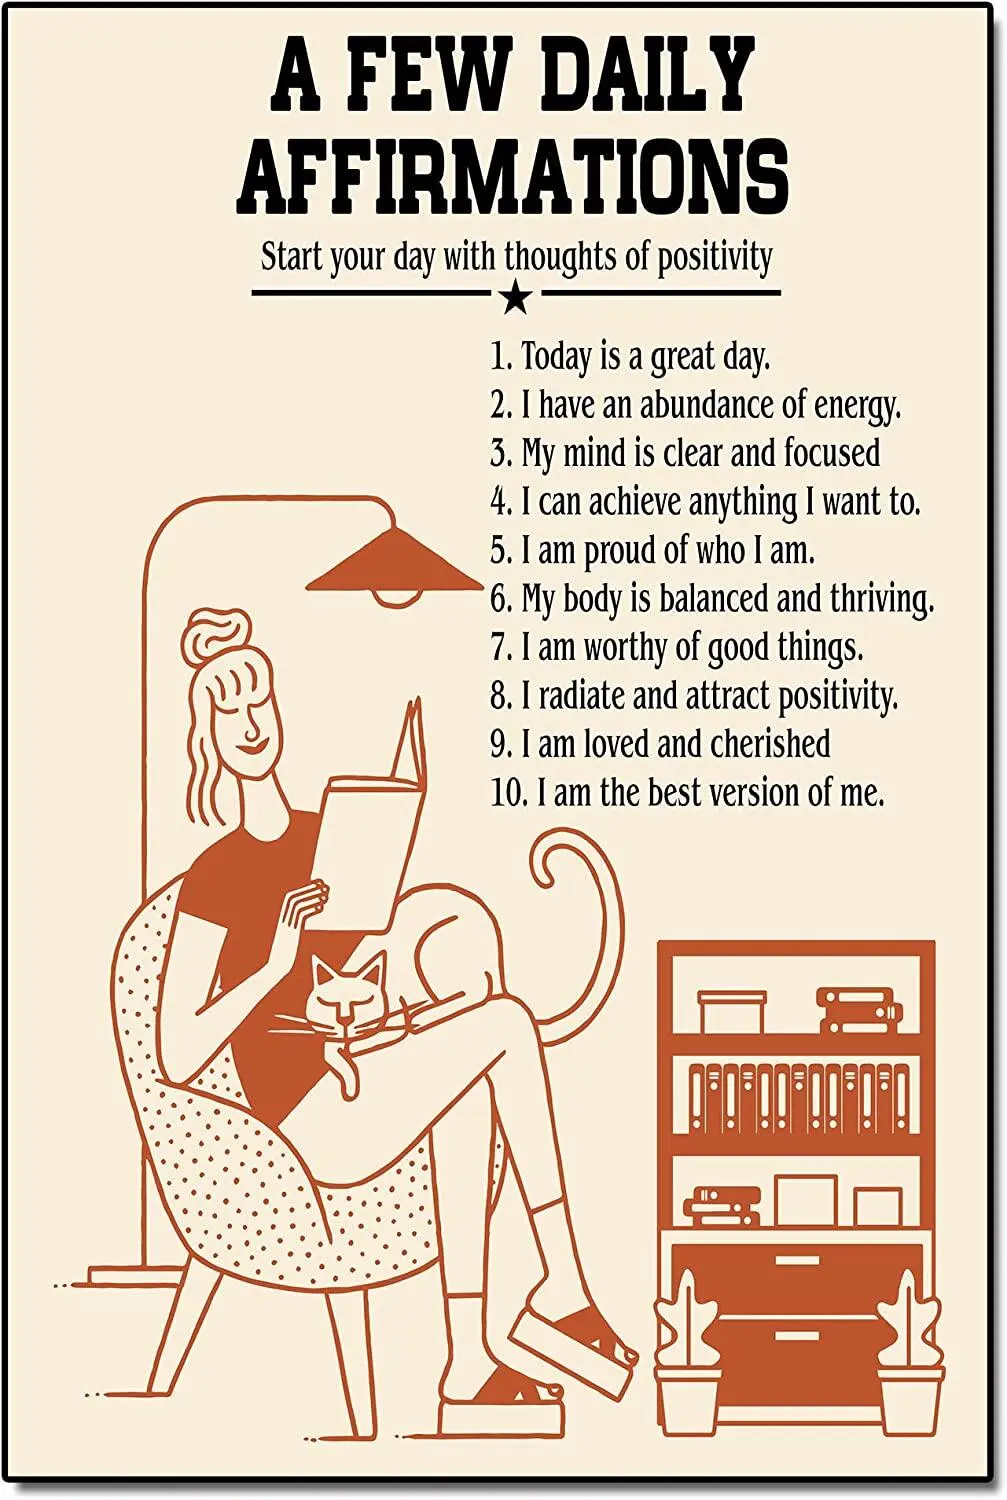 A FEW DAILY
AFFIRMATIONS
Start your day with thoughts of positivity
1. Today is a great day.
2. I have an abundance of energy.
3. My mind is clear and focused
4. I can achieve anything I want to.
5. I am proud of who I am.
6. My body is balanced and thriving.
7. I am worthy of good things.
8. I radiate and attract positivity.
9. I am loved and cherished
10. I am the best version of me.